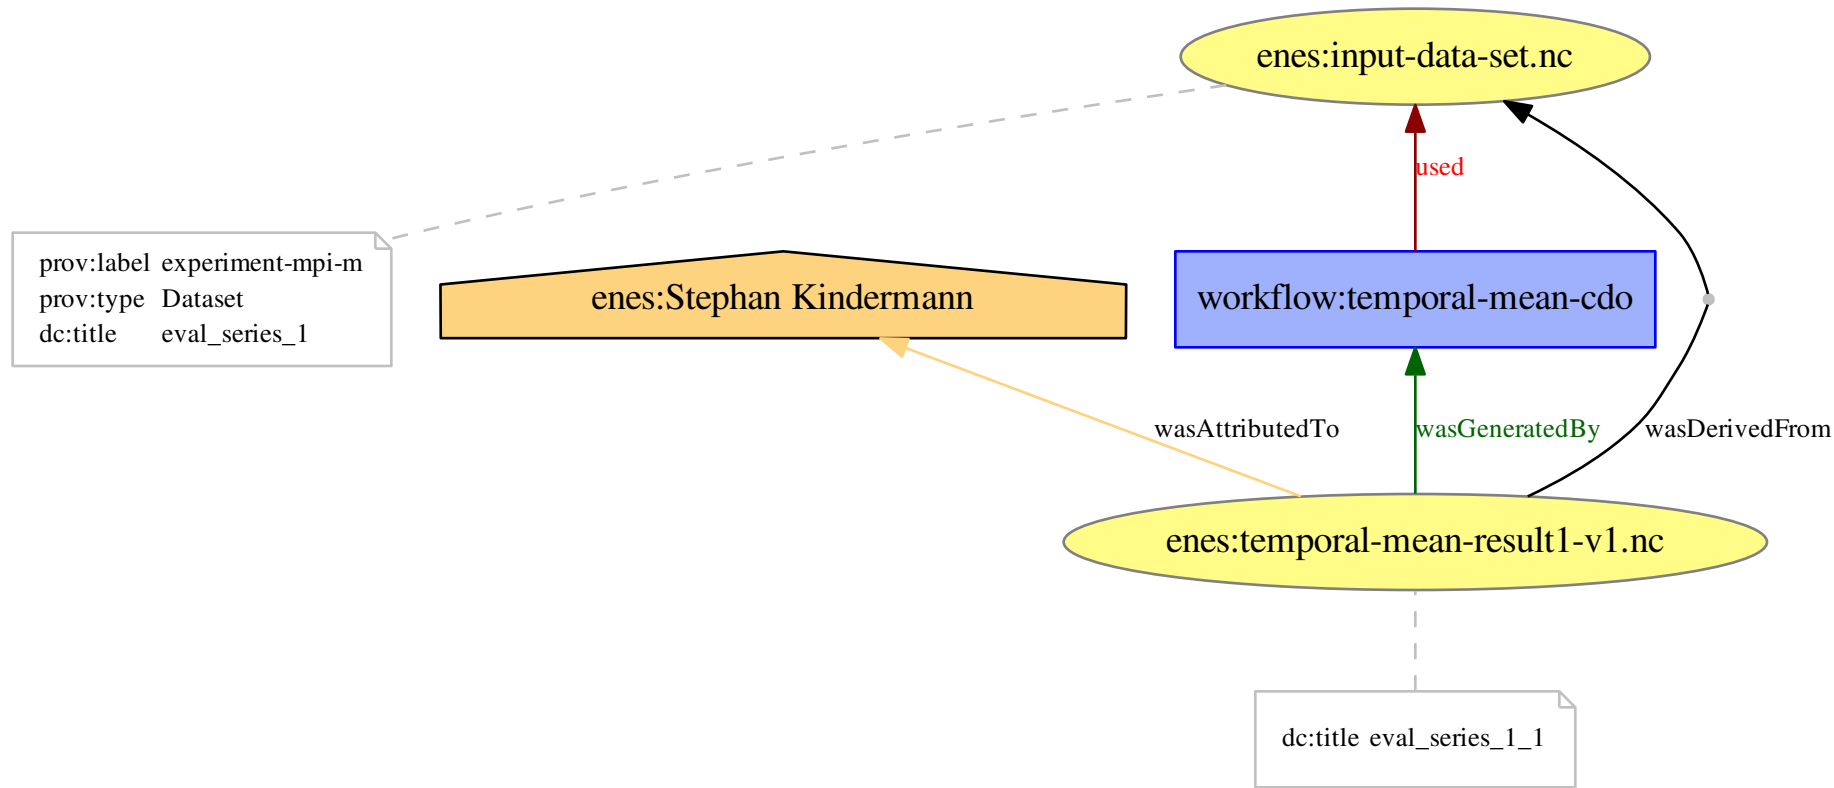 enes:input-data-set.nc
used
prov:label experiment-mpi-m
prov:type Dataset
dc:title eval_series_1
enes:Stephan Kindermann
workflow:temporal-mean-cdo
wasAttributedTo
wasGeneratedBy
wasDerivedFrom
enes:temporal-mean-result1-v1.nc
dc:title eval_series_1_1